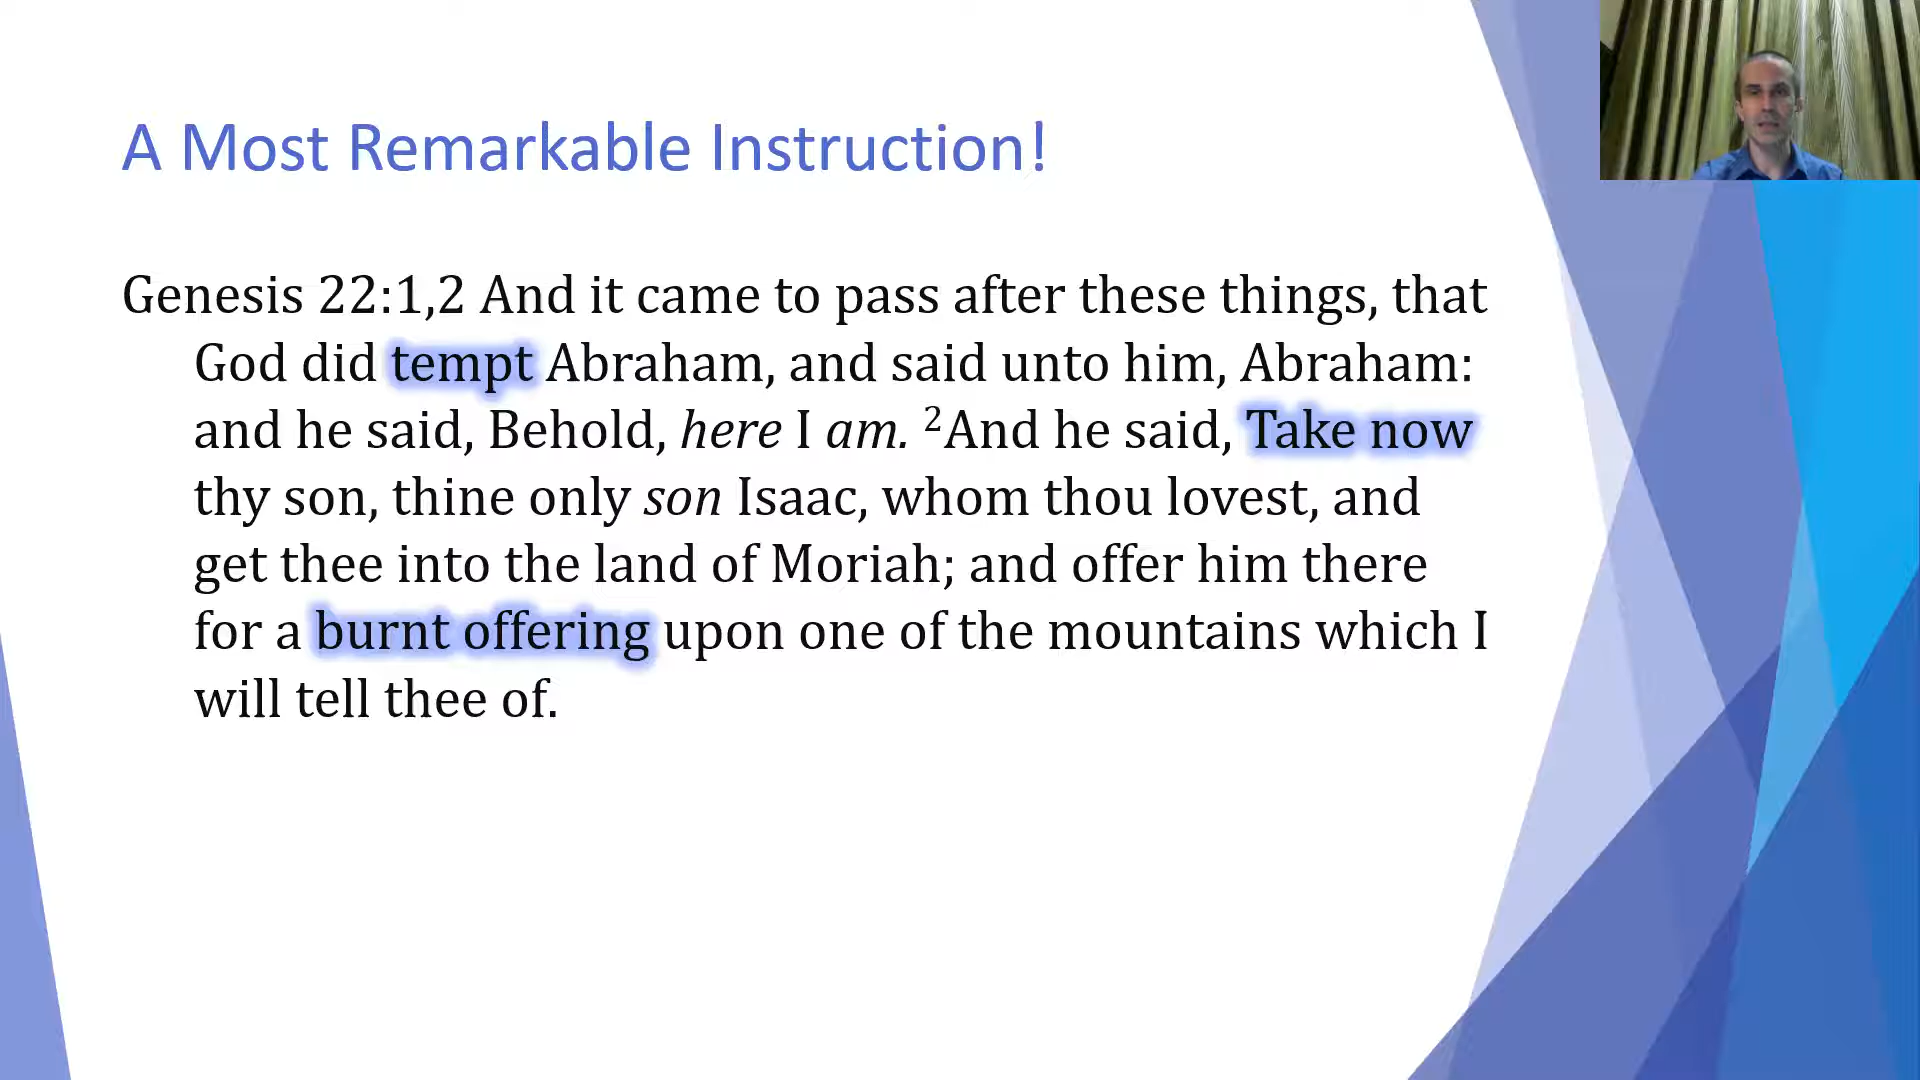 A Most Remarkable Instruction!
Genesis 22:1,2 And it came to pass after these things, that
God did tempt Abraham, and said unto him, Abraham:
and he said, Behold, here I am. ²And he said, Take now
thy son, thine only son Isaac, whom thou lovest, and
get thee into the land of Moriah; and offer him there
for a burnt offering upon one of the mountains which I
will tell thee of.